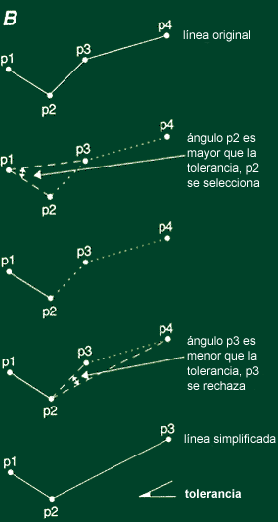 B
p4
p3
línea original
p1
p2
p4
p3
ángulo p2 es
mayor que la
tolerancia, p2
se selecciona
p1
p2
p4
p3
p1
p2
p4
p3
ángulo p3 es
menor que la
tolerancia, p3
se rechaza
p1
p2
p3
línea simplificada
p1
p2
tolerancia